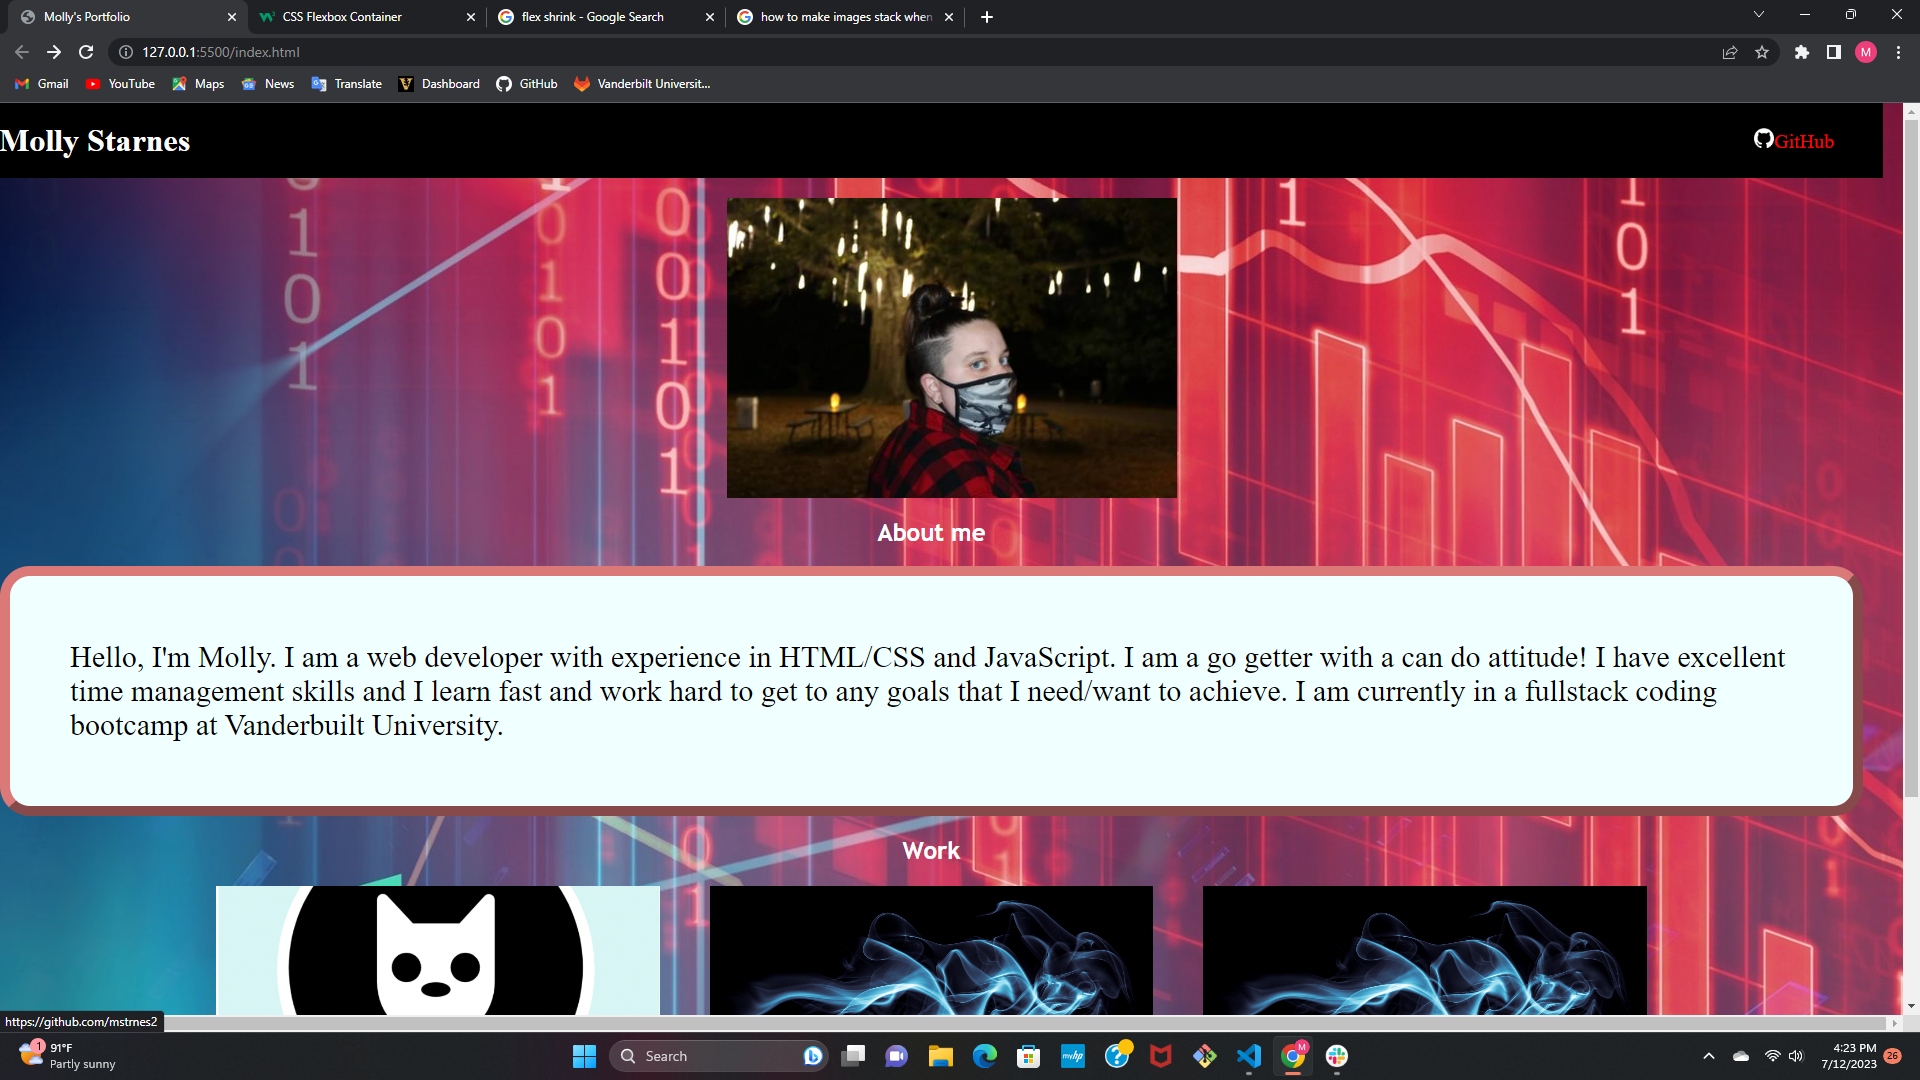 Molly's Portfolio
CSS Flexbox Container
flex shrink - Google Search
how to make images stack when
127.0.0.1:5500/index.html
M
Gmail
YouTube
Maps
News
Translate
Dashboard
GitHub
Vanderbilt Universit...
Molly Starnes
GitHub
About me
Hello, I'm Molly. I am a web developer with experience in HTML/CSS and JavaScript. I am a go getter with a can do attitude! I have excellent
time management skills and I learn fast and work hard to get to any goals that I need/want to achieve. I am currently in a fullstack coding
bootcamp at Vanderbuilt University.
Work
https://github.com/mstrnes2
1
91°F
Partly sunny
Search
myhp
M
4:23 PM
7/12/2023
26